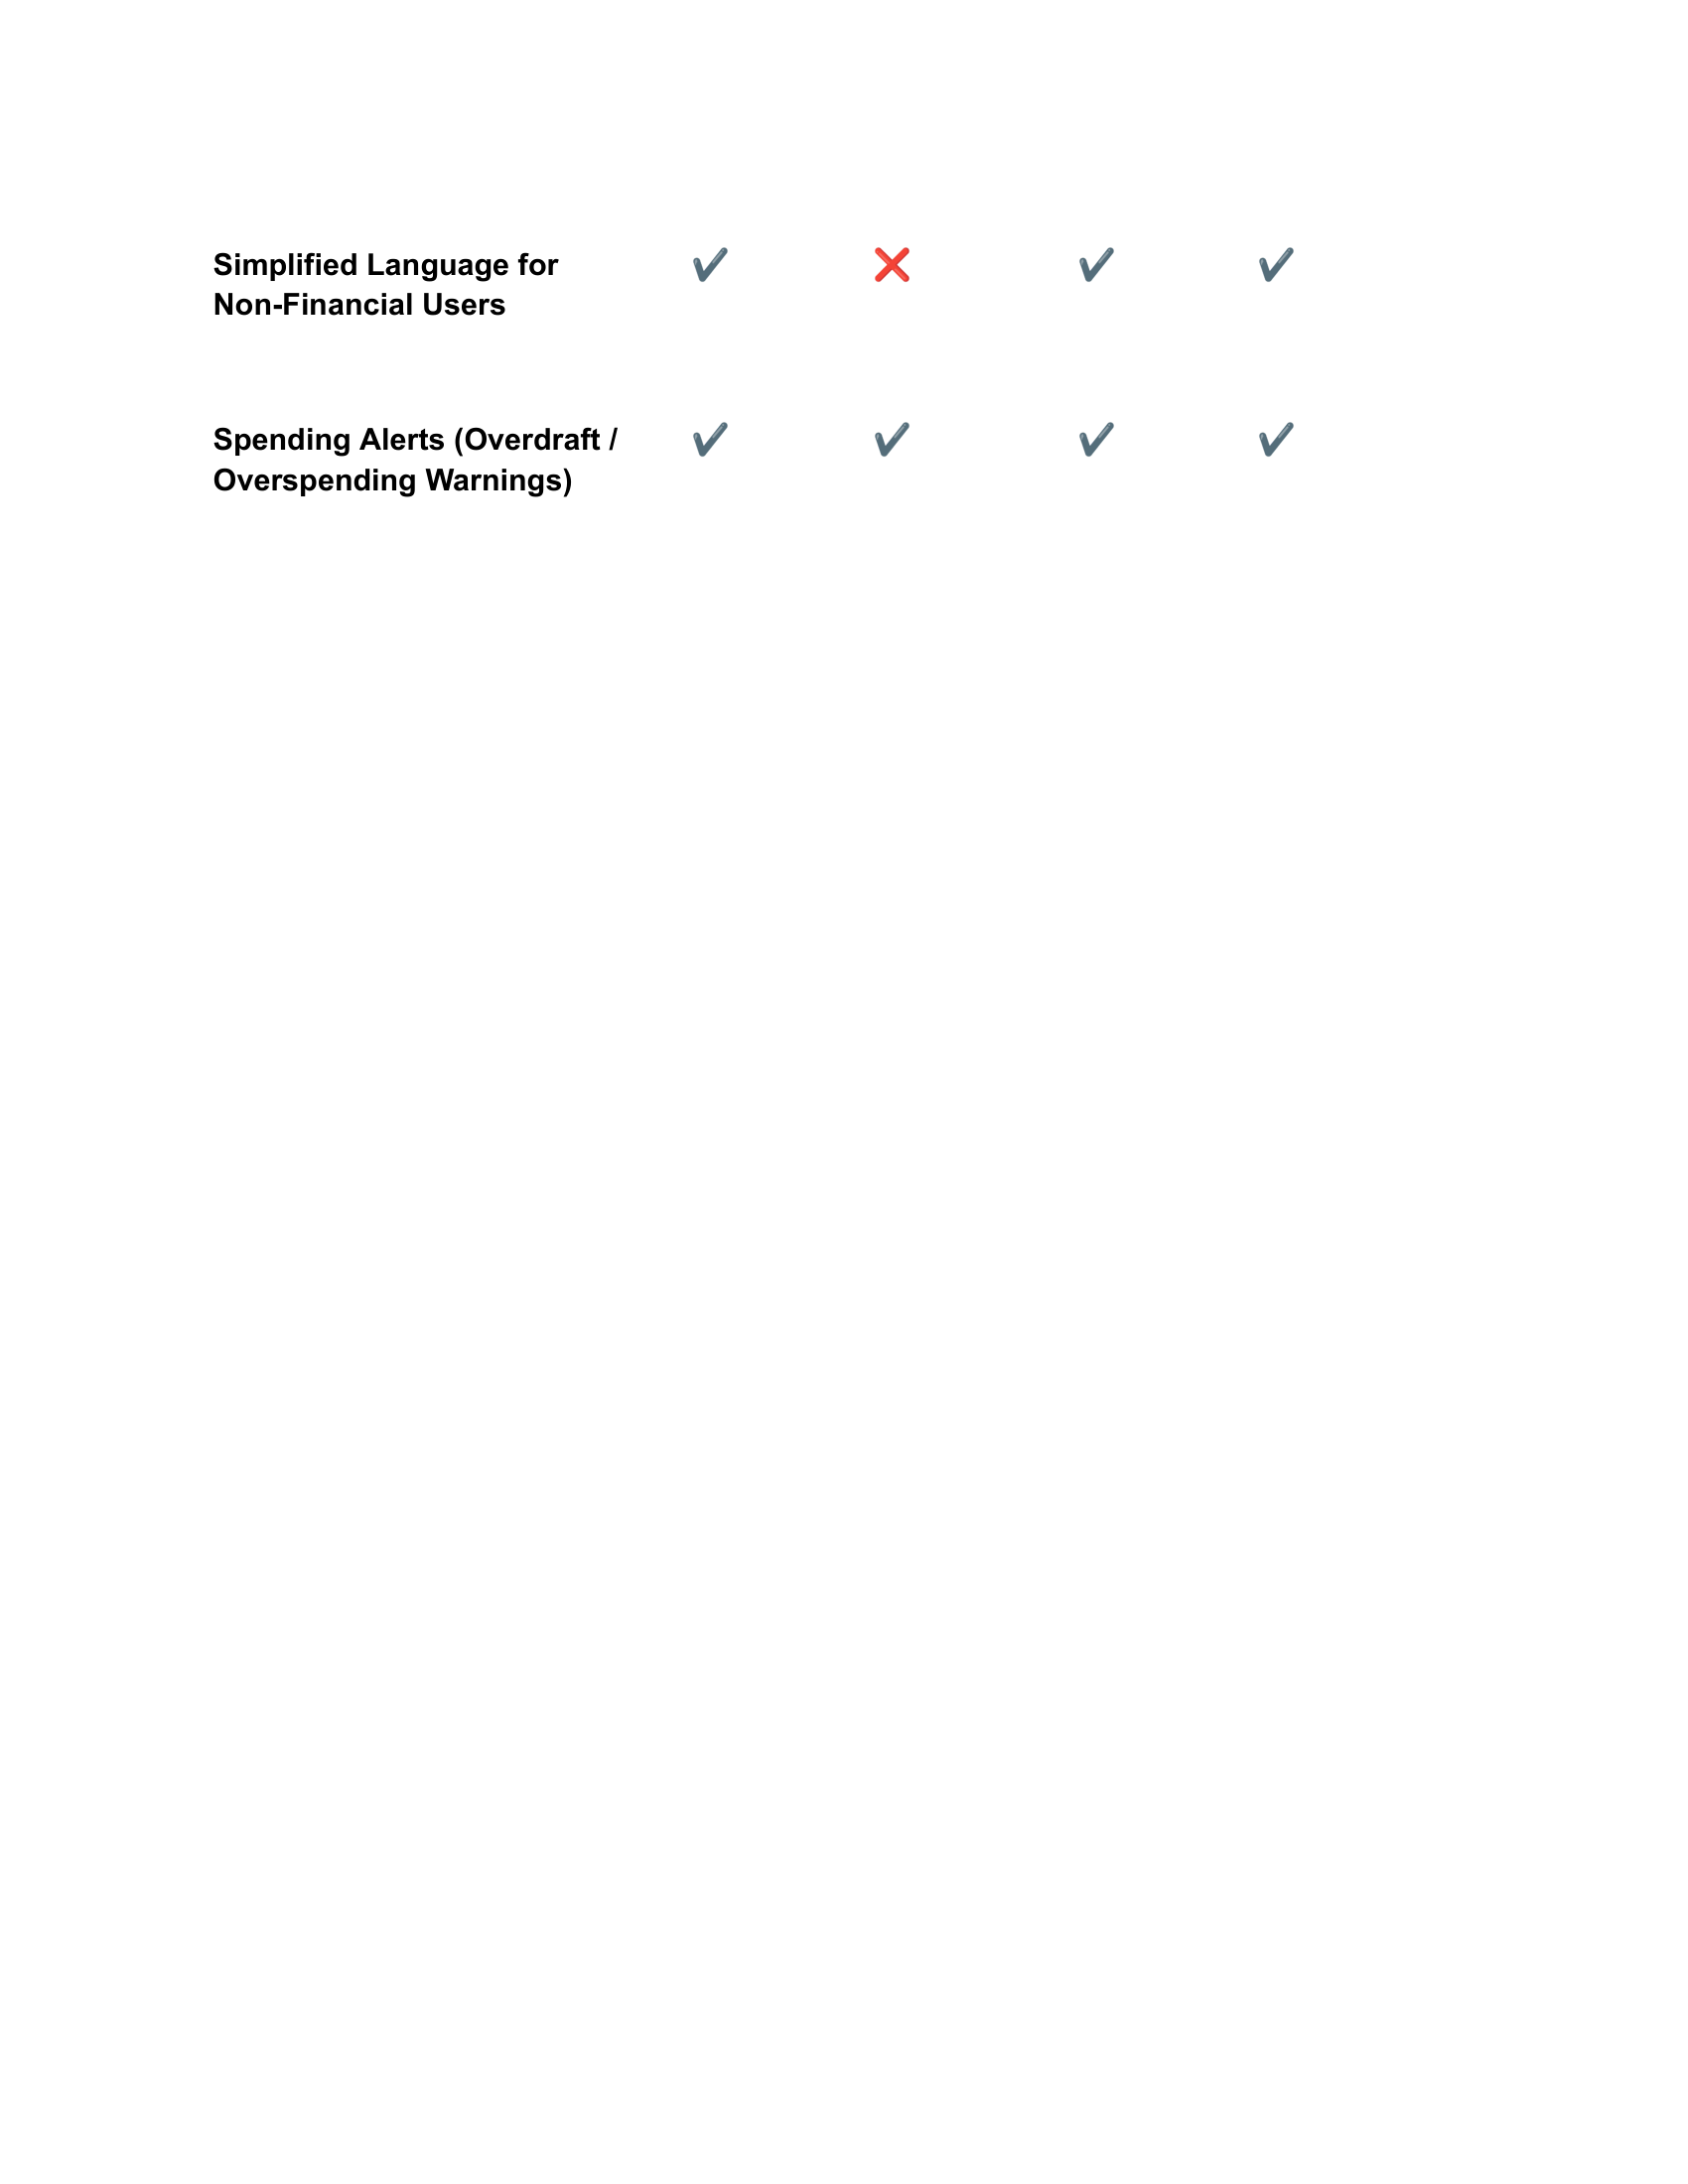 Simplified Language for ✔ ❌ ✔ ✔
Non-Financial Users
Spending Alerts (Overdraft / ✔ ✔ ✔ ✔
Overspending Warnings)